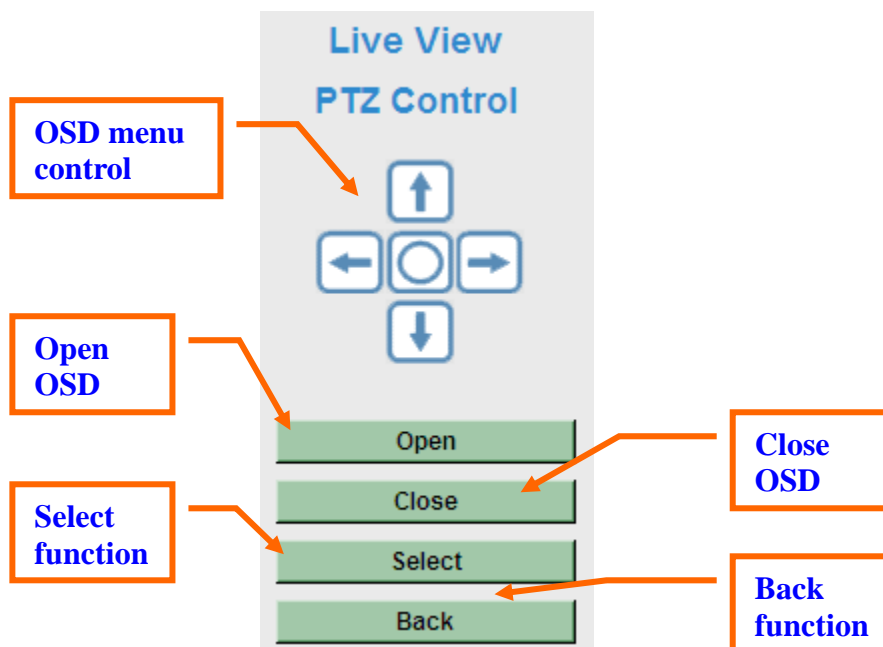 Live View
PTZ Control
OSD menu
control
Open
OSD
Open
Close
OSD
Close
Select
function
Select
Back
function
Back